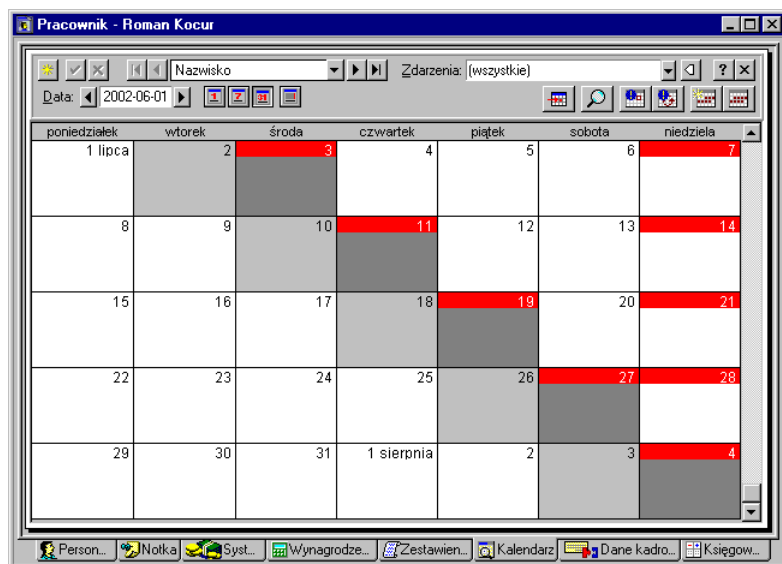 Pracownik - Roman Kocur
Nazwisko Zdarzenia: (wszystkie) ?
Data: 2002-06-01 1 7 31
poniedziałek wtorek środa czwartek piątek sobota niedziela
1 lipca 2 3 4 5 6 7
8 9 10 11 12 13 14
15 16 17 18 19 20 21
22 23 24 25 26 27 28
29 30 31 1 sierpnia 2 3 4
Person... Notka Syst... Wynagrodze... Zestawien... Kalendarz Dane kadro... Księgow...